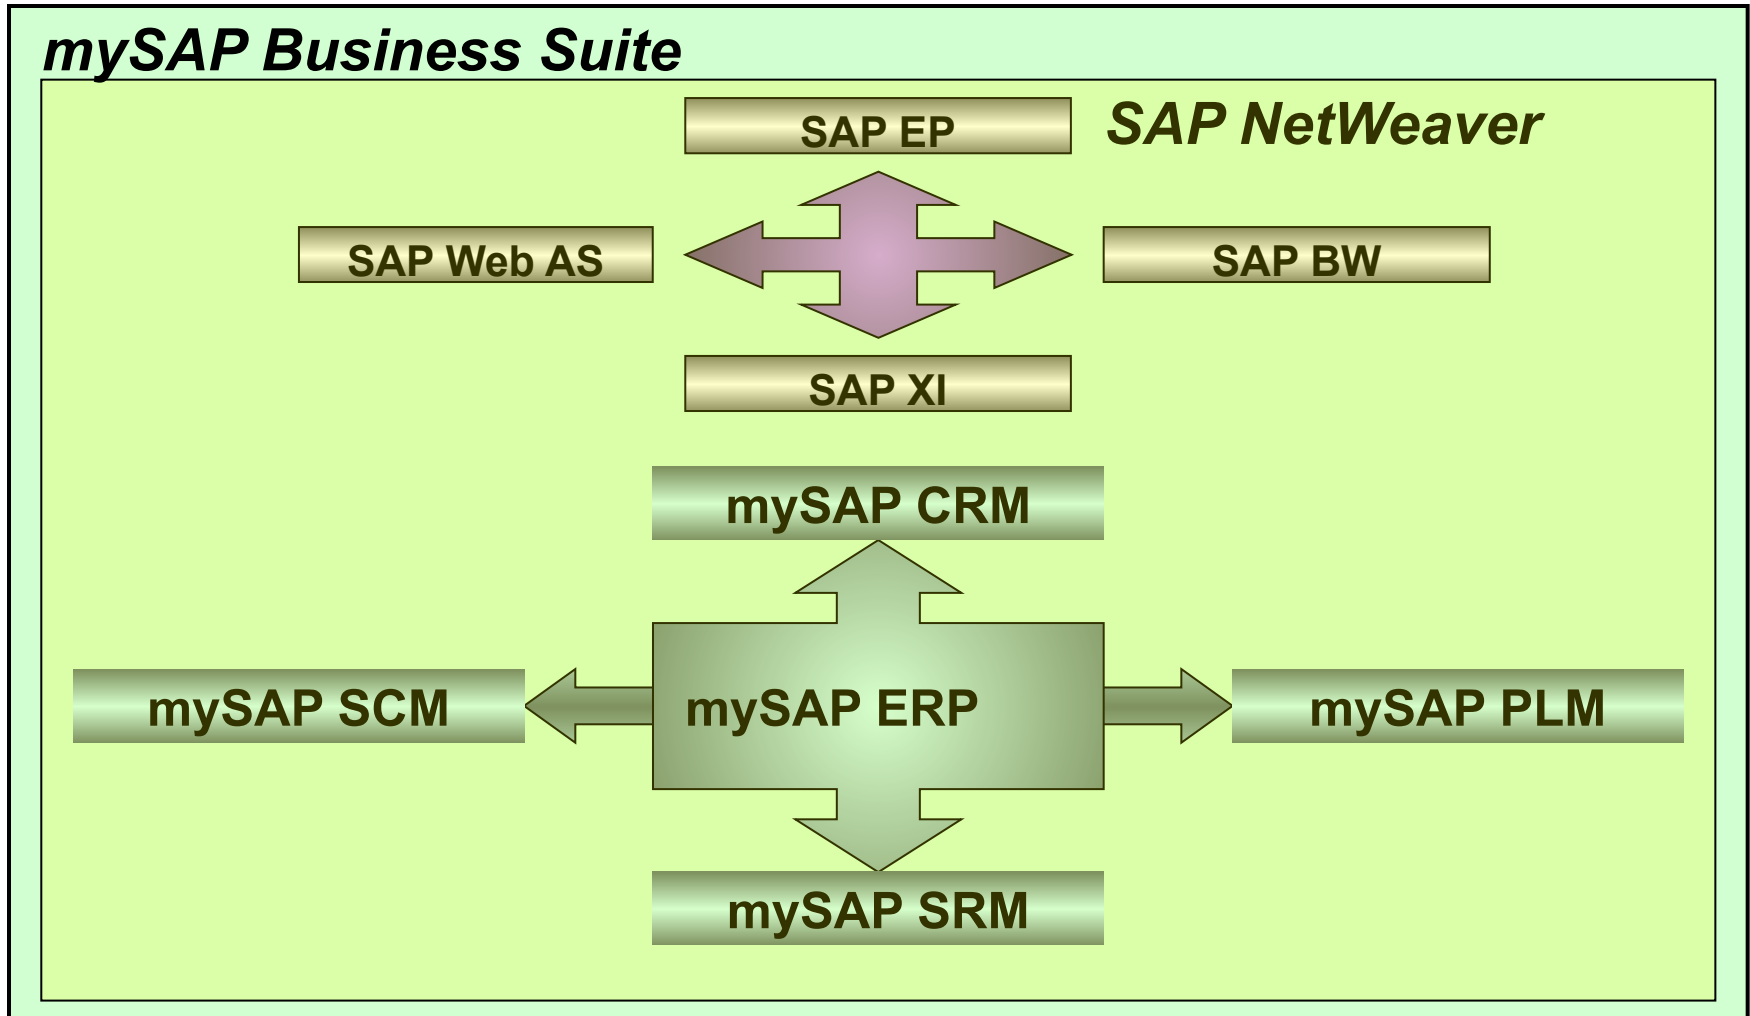 mySAP Business Suite
SAP EP
SAP NetWeaver
SAP Web AS
SAP BW
SAP XI
mySAP CRM
mySAP SCM
mySAP ERP
mySAP PLM
mySAP SRM